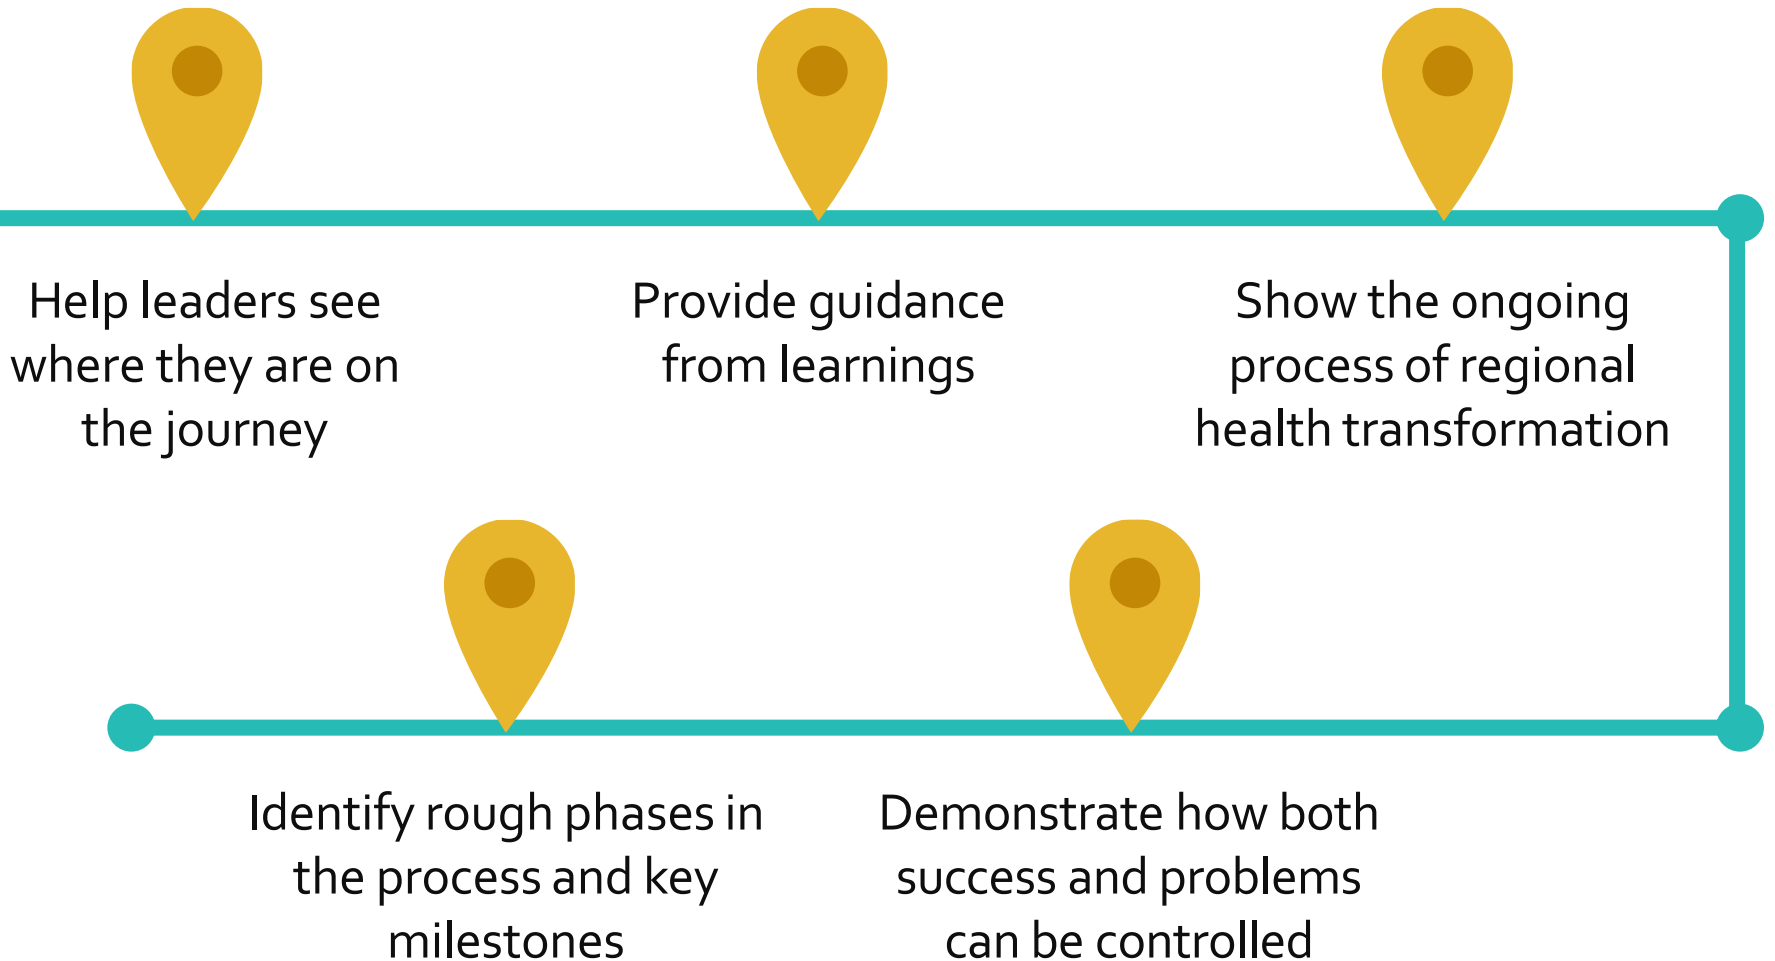 Help leaders see
where they are on
the journey
Provide guidance
from learnings
Show the ongoing
process of regional
health transformation
Identify rough phases in
the process and key
milestones
Demonstrate how both
success and problems
can be controlled